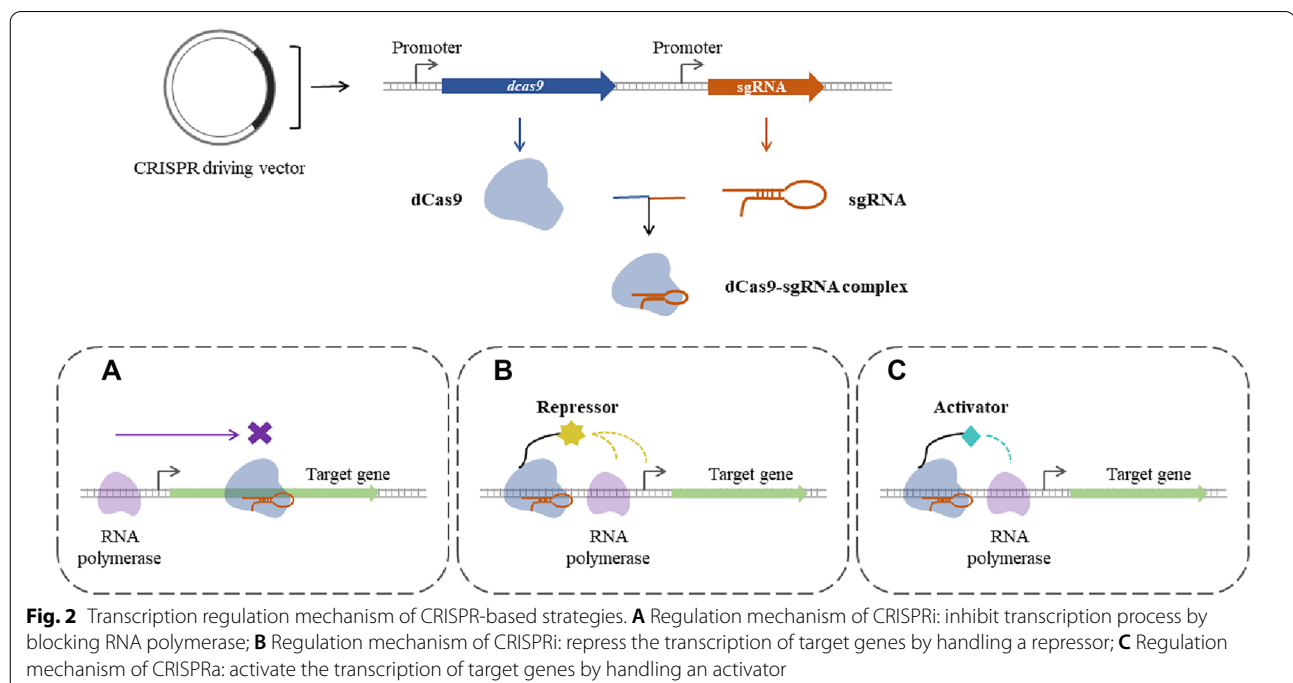 Promoter
Promoter
dcas9
sgRNA
CRISPR driving vector
dCas9
sgRNA
dCas9-sgRNA complex
A
Target gene
RNA
polymerase
B
Repressor
Target gene
RNA
polymerase
C
Activator
Target gene
RNA
polymerase
Fig. 2 Transcription regulation mechanism of CRISPR-based strategies. A Regulation mechanism of CRISPRi: inhibit transcription process by
blocking RNA polymerase; B Regulation mechanism of CRISPRi: repress the transcription of target genes by handling a repressor; C Regulation
mechanism of CRISPRa: activate the transcription of target genes by handling an activator